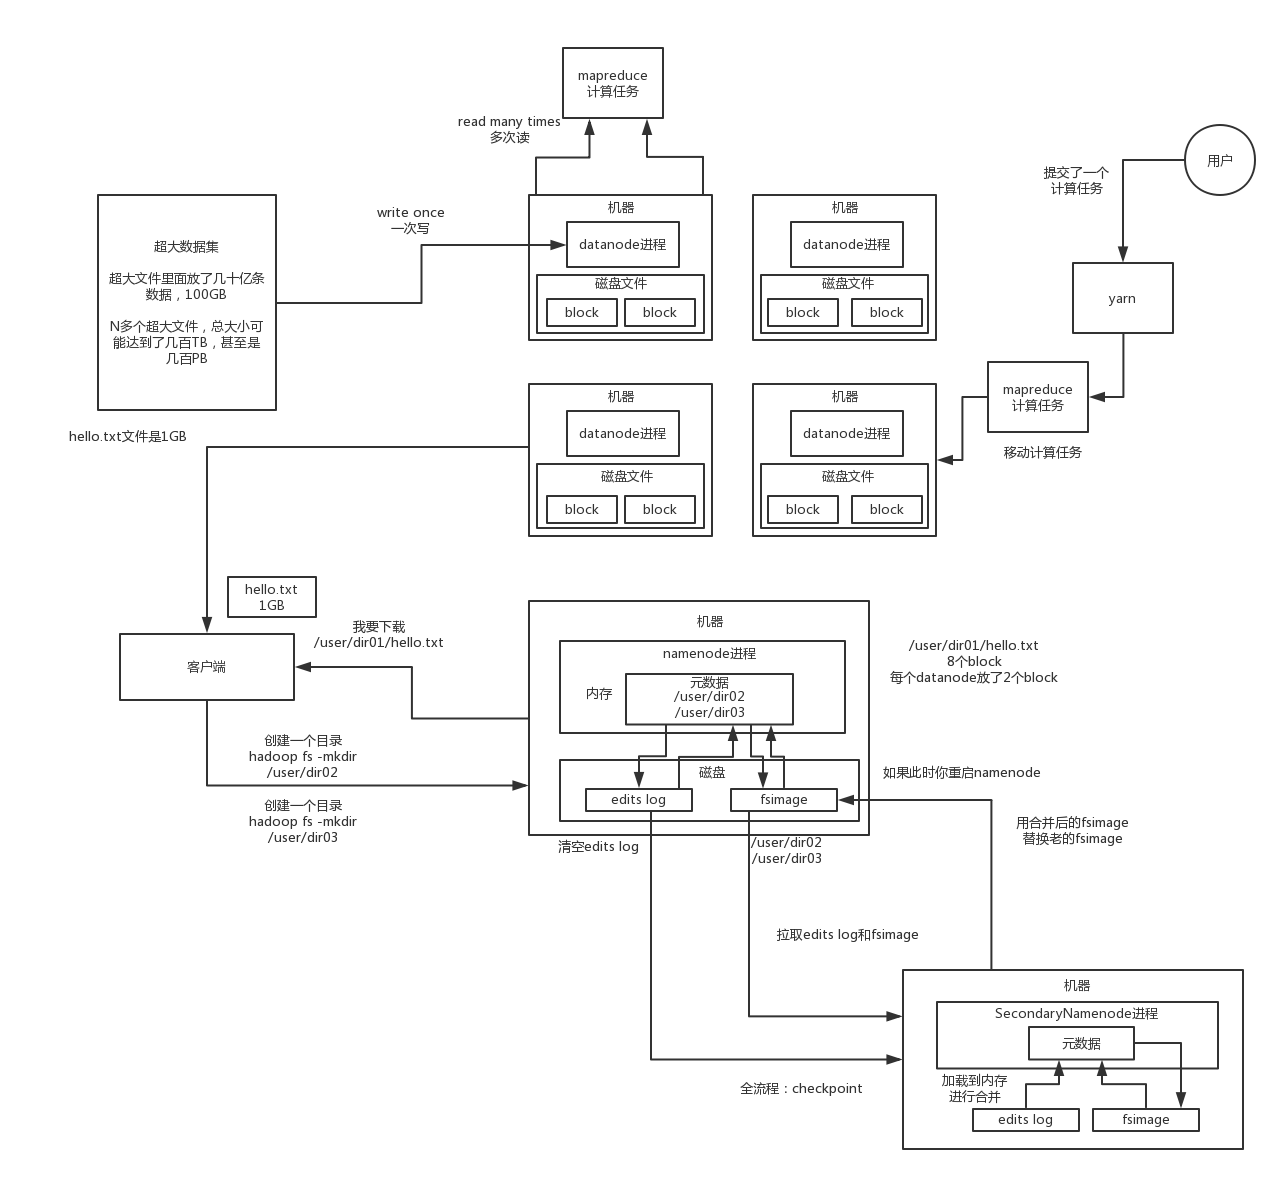 mapreduce
计算任务
read many times
多次读
用户
提交了一个
计算任务
write once
一次写
超大数据集
超大文件里面放了几十亿条
数据，100GB
N多个超大文件，总大小可
能达到了几百TB，甚至是
几百PB
机器
datanode进程
磁盘文件
block
block
机器
datanode进程
磁盘文件
block
block
yarn
mapreduce
计算任务
移动计算任务
hello.txt文件是1GB
机器
datanode进程
磁盘文件
block
block
机器
datanode进程
磁盘文件
block
block
hello.txt
1GB
客户端
我要下载
/user/dir01/hello.txt
创建一个目录
hadoop fs -mkdir
/user/dir02
创建一个目录
hadoop fs -mkdir
/user/dir03
机器
namenode进程
内存
元数据
/user/dir02
/user/dir03
磁盘
edits log
fsimage
/user/dir01/hello.txt
8个block
每个datanode放了2个block
如果此时你重启namenode
清空edits log
/user/dir02
/user/dir03
用合并后的fsimage
替换老的fsimage
拉取edits log和fsimage
机器
SecondaryNamenode进程
元数据
加载到内存
进行合并
edits log
fsimage
全流程：checkpoint